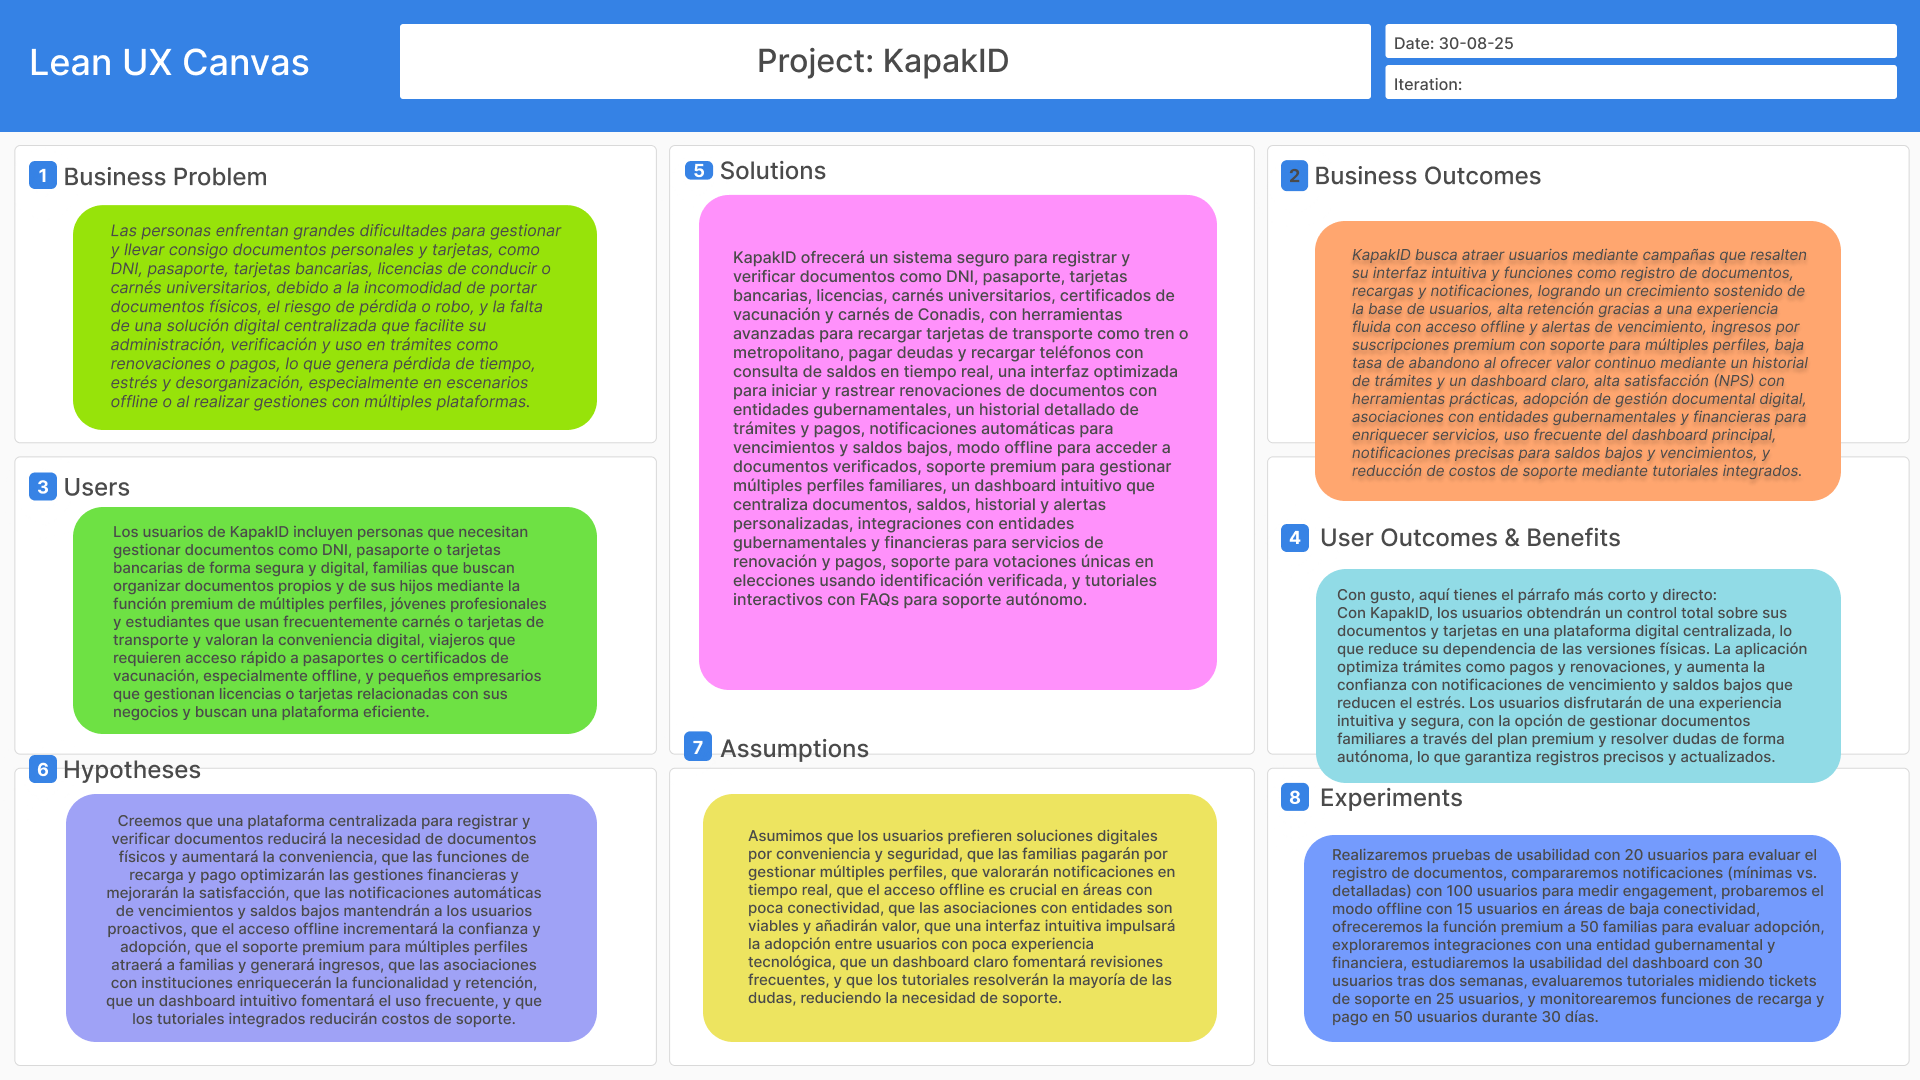 Lean UX Canvas
Project: KapakID
Date: 30-08-25
Iteration:
1 Business Problem
Las personas enfrentan grandes dificultades para gestionar
y llevar consigo documentos personales y tarjetas, como
DNI, pasaporte, tarjetas bancarias, licencias de conducir o
carnés universitarios, debido a la incomodidad de portar
documentos físicos, el riesgo de pérdida o robo, y la falta
de una solución digital centralizada que facilite su
administración, verificación y uso en trámites como
renovaciones o pagos, lo que genera pérdida de tiempo,
estrés y desorganización, especialmente en escenarios
offline o al realizar gestiones con múltiples plataformas.
5 Solutions
KapakID ofrecerá un sistema seguro para registrar y
verificar documentos como DNI, pasaporte, tarjetas
bancarias, licencias, carnés universitarios, certificados de
vacunación y carnés de Conadis, con herramientas
avanzadas para recargar tarjetas de transporte como tren o
metropolitano, pagar deudas y recargar teléfonos con
consulta de saldos en tiempo real, una interfaz optimizada
para iniciar y rastrear renovaciones de documentos con
entidades gubernamentales, un historial detallado de
trámites y pagos, notificaciones automáticas para
vencimientos y saldos bajos, modo offline para acceder a
documentos verificados, soporte premium para gestionar
múltiples perfiles familiares, un dashboard intuitivo que
centraliza documentos, saldos, historial y alertas
personalizadas, integraciones con entidades
gubernamentales y financieras para servicios de
renovación y pagos, soporte para votaciones únicas en
elecciones usando identificación verificada, y tutoriales
interactivos con FAQs para soporte autónomo.
2 Business Outcomes
KapakID busca atraer usuarios mediante campañas que resalten
su interfaz intuitiva y funciones como registro de documentos,
recargas y notificaciones, logrando un crecimiento sostenido de
la base de usuarios, alta retención gracias a una experiencia
fluida con acceso offline y alertas de vencimiento, ingresos por
suscripciones premium con soporte para múltiples perfiles, baja
tasa de abandono al ofrecer valor continuo mediante un historial
de trámites y un dashboard claro, alta satisfacción (NPS) con
herramientas prácticas, adopción de gestión documental digital,
asociaciones con entidades gubernamentales y financieras para
enriquecer servicios, uso frecuente del dashboard principal,
notificaciones precisas para saldos bajos y vencimientos, y
reducción de costos de soporte mediante tutoriales integrados.
3 Users
Los usuarios de KapakID incluyen personas que necesitan
gestionar documentos como DNI, pasaporte o tarjetas
bancarias de forma segura y digital, familias que buscan
organizar documentos propios y de sus hijos mediante la
función premium de múltiples perfiles, jóvenes profesionales
y estudiantes que usan frecuentemente carnés o tarjetas de
transporte y valoran la conveniencia digital, viajeros que
requieren acceso rápido a pasaportes o certificados de
vacunación, especialmente offline, y pequeños empresarios
que gestionan licencias o tarjetas relacionadas con sus
negocios y buscan una plataforma eficiente.
4 User Outcomes & Benefits
Con gusto, aquí tienes el párrafo más corto y directo:
Con KapakID, los usuarios obtendrán un control total sobre sus
documentos y tarjetas en una plataforma digital centralizada, lo
que reduce su dependencia de las versiones físicas. La aplicación
optimiza trámites como pagos y renovaciones, y aumenta la
confianza con notificaciones de vencimiento y saldos bajos que
reducen el estrés. Los usuarios disfrutarán de una experiencia
intuitiva y segura, con la opción de gestionar documentos
familiares a través del plan premium y resolver dudas de forma
autónoma, lo que garantiza registros precisos y actualizados.
6 Hypotheses
Creemos que una plataforma centralizada para registrar y
verificar documentos reducirá la necesidad de documentos
físicos y aumentará la conveniencia, que las funciones de
recarga y pago optimizarán las gestiones financieras y
mejorarán la satisfacción, que las notificaciones automáticas
de vencimientos y saldos bajos mantendrán a los usuarios
proactivos, que el acceso offline incrementará la confianza y
adopción, que el soporte premium para múltiples perfiles
atraerá a familias y generará ingresos, que las asociaciones
con instituciones enriquecerán la funcionalidad y retención,
que un dashboard intuitivo fomentará el uso frecuente, y que
los tutoriales integrados reducirán costos de soporte.
7 Assumptions
Asumimos que los usuarios prefieren soluciones digitales
por conveniencia y seguridad, que las familias pagarán por
gestionar múltiples perfiles, que valorarán notificaciones en
tiempo real, que el acceso offline es crucial en áreas con
poca conectividad, que las asociaciones con entidades son
viables y añadirán valor, que una interfaz intuitiva impulsará
la adopción entre usuarios con poca experiencia
tecnológica, que un dashboard claro fomentará revisiones
frecuentes, y que los tutoriales resolverán la mayoría de las
dudas, reduciendo la necesidad de soporte.
8 Experiments
Realizaremos pruebas de usabilidad con 20 usuarios para evaluar el
registro de documentos, compararemos notificaciones (mínimas vs.
detalladas) con 100 usuarios para medir engagement, probaremos el
modo offline con 15 usuarios en áreas de baja conectividad,
ofreceremos la función premium a 50 familias para evaluar adopción,
exploraremos integraciones con una entidad gubernamental y
financiera, estudiaremos la usabilidad del dashboard con 30
usuarios tras dos semanas, evaluaremos tutoriales midiendo tickets
de soporte en 25 usuarios, y monitorearemos funciones de recarga y
pago en 50 usuarios durante 30 días.